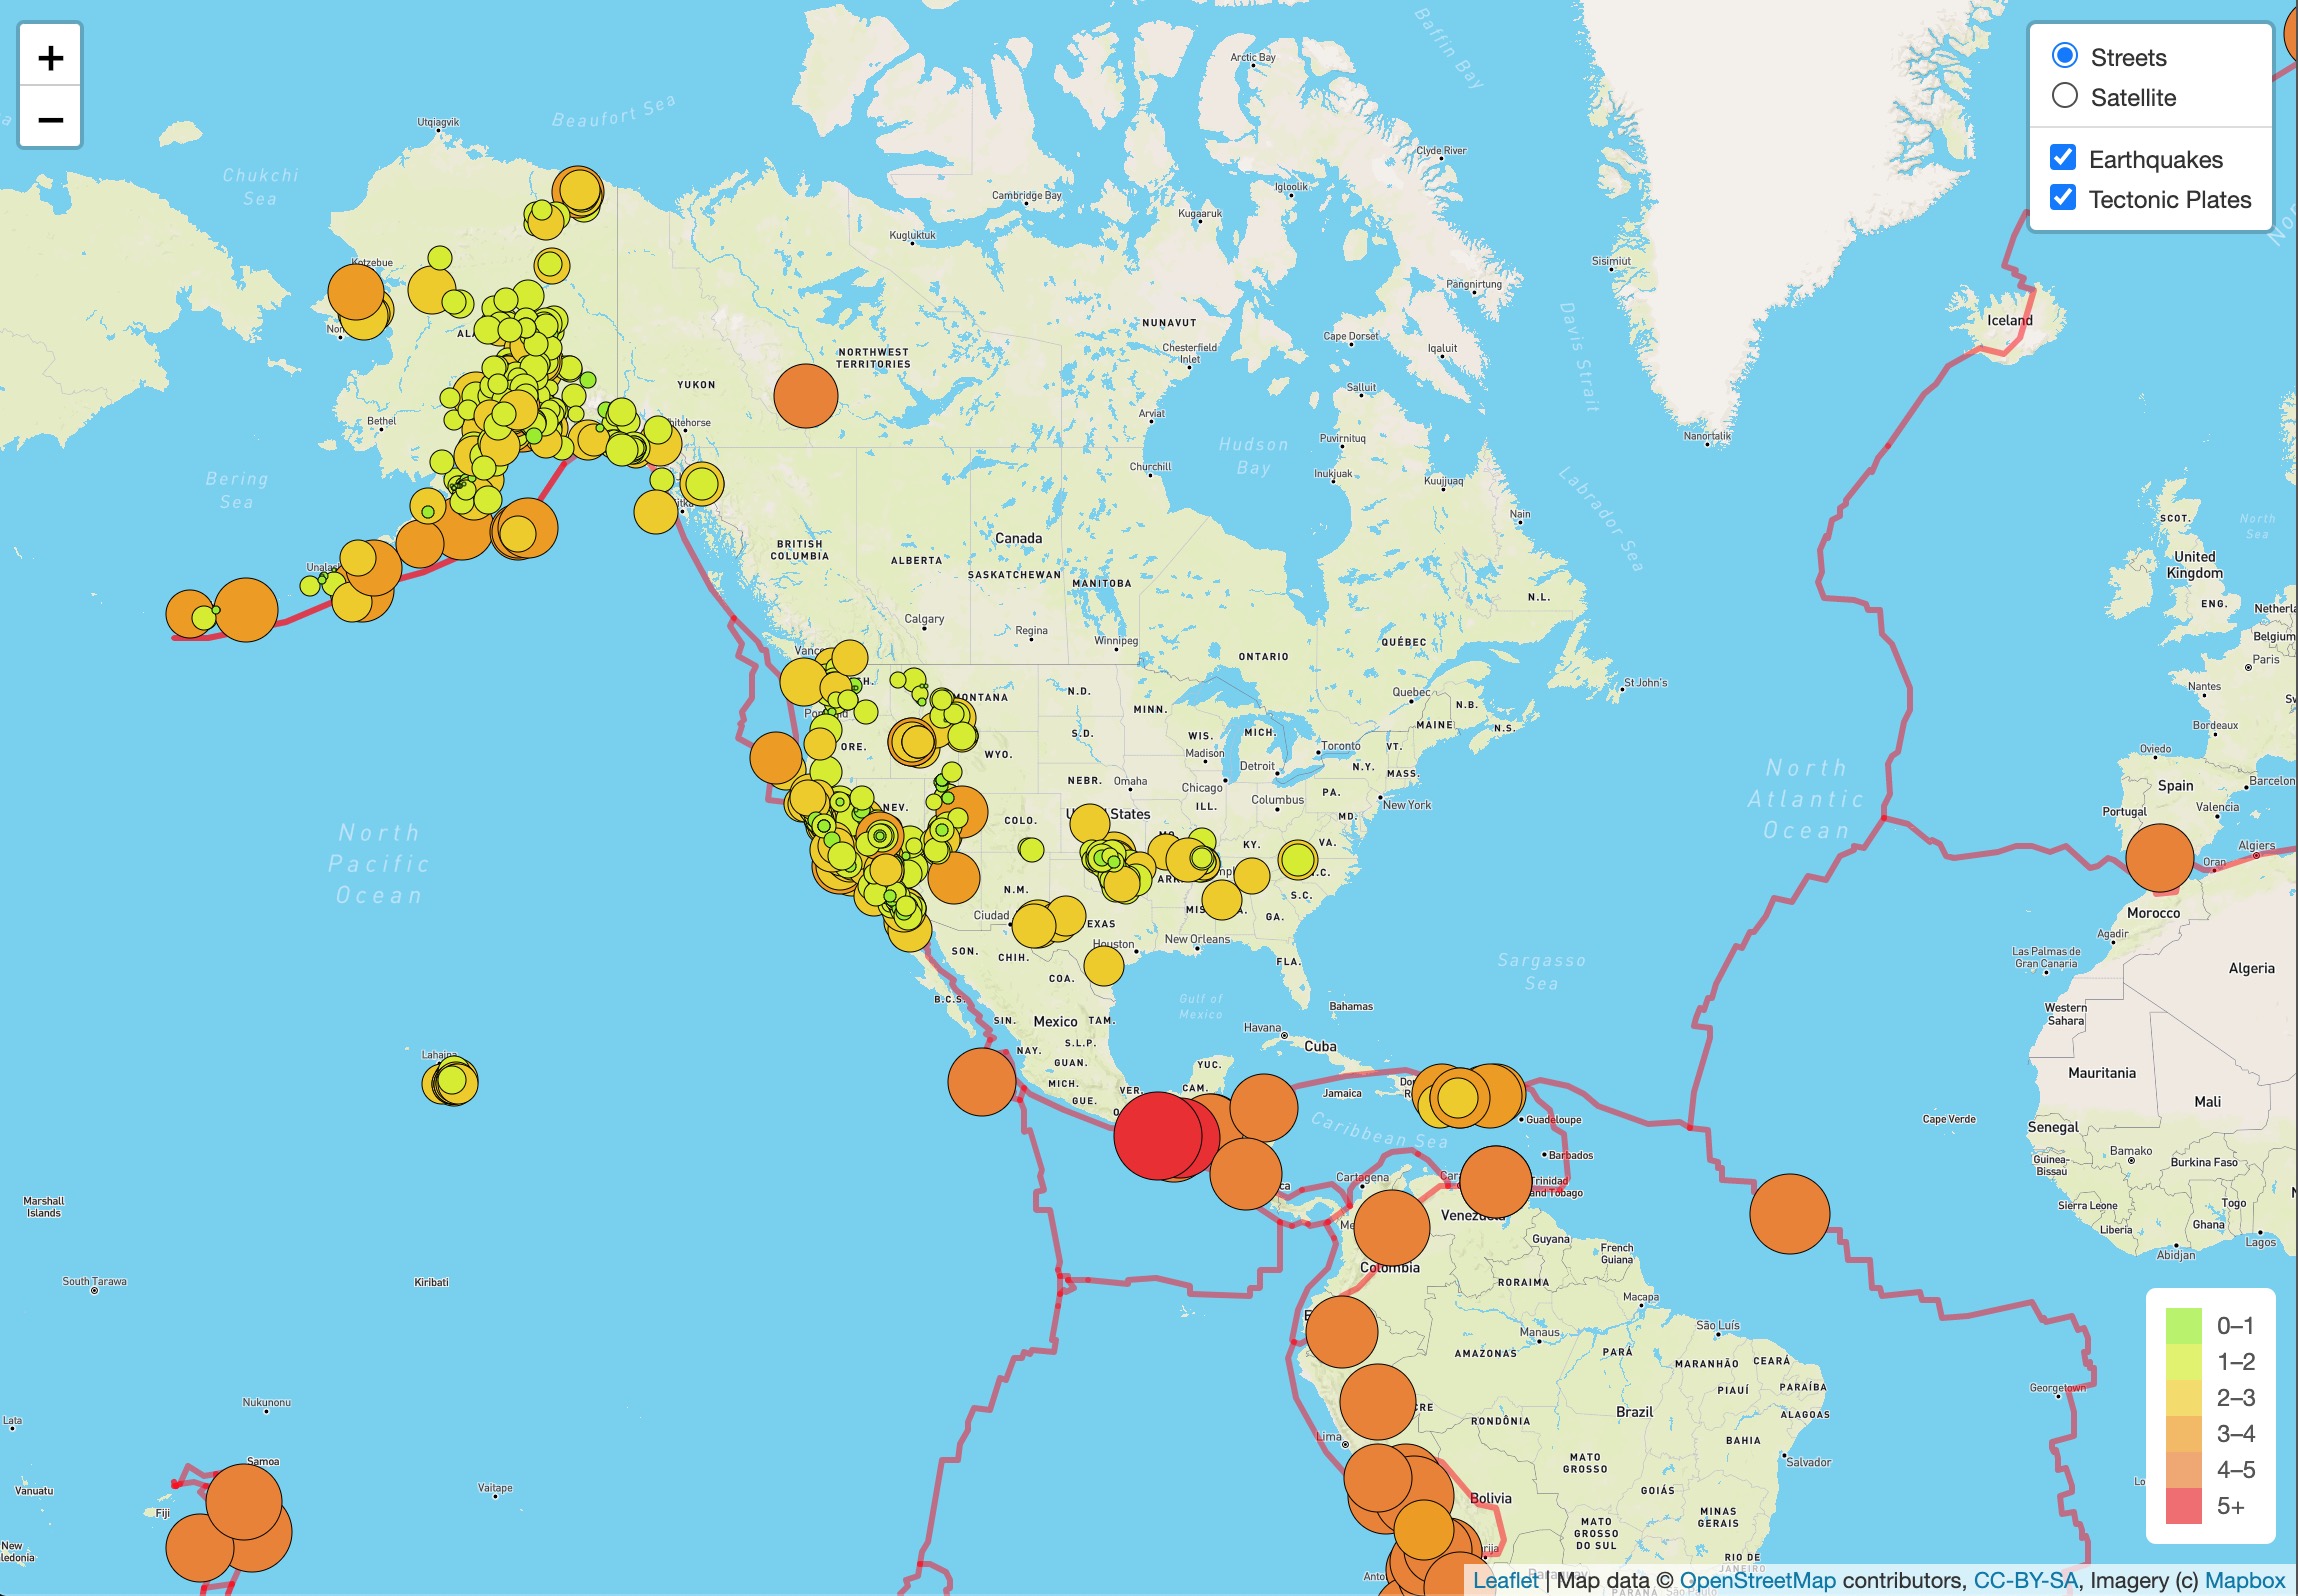 +
−
Streets
Satellite
Earthquakes
Tectonic Plates
Beaufort Sea
Baffin Bay
Arctic Bay
Utqiagvik
Clyde River
Chukchi
Sea
Igloolik
Cambridge Bay
Kugaaruk
Kugluktuk
Kotzebue
Sisimiut
Pangnirtung
NUNAVUT
Iceland
Chesterfield
Inlet
Cape Dorset
Iqaluit
Davis Strait
NORTHWEST
TERRITORIES
YUKON
Salluit
Bethel
Arviat
Puvirnituq
Nanortalik
Hudson
Bay
Churchill
Inukjuak
Kuujjuaq
Labrador Sea
Bering
Sea
Nain
SCOT.
North
Sea
BRITISH
COLUMBIA
Canada
ALBERTA
SASKATCHEWAN
MANITOBA
United
Kingdom
N.L.
ENG.
Calgary
Regina
Winnipeg
QUÉBEC
ONTARIO
Belgium
Paris
St John's
Nantes
MONTANA
N.D.
MINN.
Quebec
N.B.
MAINE
N.S.
Bordeaux
ORE.
WYO.
S.D.
WIS.
MICH.
Madison
Toronto
VT.
Oviedo
N.Y.
MASS.
Detroit
NEBR.
Omaha
Chicago
Spain
North
Atlantic
Ocean
NEV.
ILL.
Columbus
PA.
New York
Portugal
Valencia
COLO.
States
MD.
KY.
VA.
Algiers
Oran
North
Pacific
Ocean
N.M.
S.C.
GA.
Ciudad
Houston
New Orleans
Morocco
Agadir
SON.
CHIH.
FLA.
Las Palmas de
Gran Canaria
Sargasso
Sea
Algeria
COA.
B.C.S.
Gulf of
Mexico
Bahamas
Western
Sahara
SIN.
Mexico
TAM.
Havana
Cuba
Lahaina
NAY.
S.L.P.
GUAN.
YUC.
MICH.
VER.
CAM.
GUE.
Jamaica
Mauritania
Mali
Guadeloupe
Cape Verde
Senegal
Caribbean Sea
Barbados
Guinea-
Bissau
Bamako
Burkina Faso
Cartagena
Trinidad
and Tobago
Marshall
Islands
Sierra Leone
Togo
Venezuela
Liberia
Ghana
Guyana
Lagos
Abidjan
French
Guiana
Colombia
South Tarawa
Kiribati
RORAIMA
Macapa
São Luís
Manaus
AMAZONAS
PARÁ
MARANHÃO
CEARÁ
PIAUÍ
PARAÍBA
Georgetown
Nukunonu
Lata
Brazil
RONDÔNIA
ALAGOAS
Lima
BAHIA
Samoa
MATO
GROSSO
Salvador
Vanuatu
Vaitape
Fiji
Bolivia
GOIÁS
MINAS
GERAIS
MATO
GROSSO
DO SUL
RIO DE
JANEIRO
New
0–1
1–2
2–3
3–4
4–5
5+
Leaflet | Map data © OpenStreetMap contributors, CC-BY-SA, Imagery (c) Mapbox